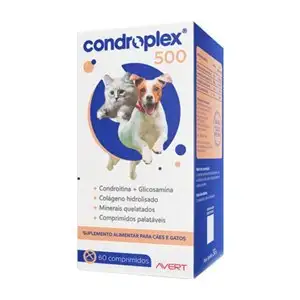 condroplex®
500
• Condroitina + Glicosamina
• Colágeno hidrolisado
• Minerais quelatados
• Comprimidos palatáveis
SUPLEMENTO ALIMENTAR PARA CÃES E GATOS
60 comprimidos
AVERT